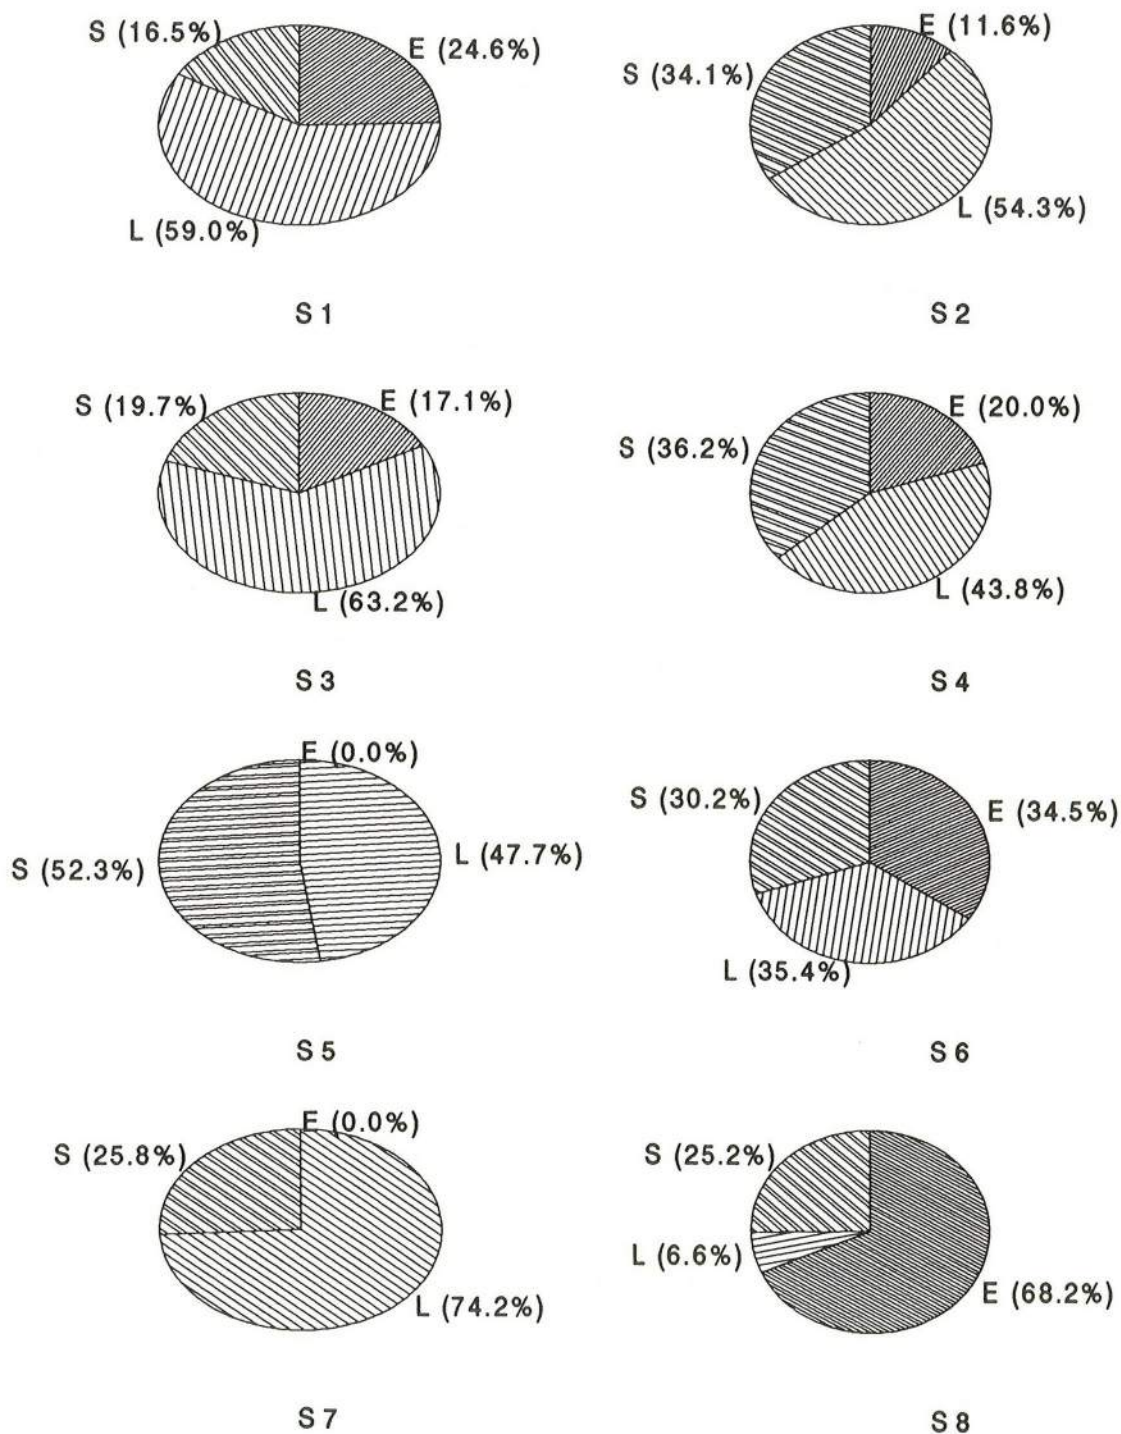 S (16.5%)
E (24.6%)
L (59.0%)
S 1
E (11.6%)
S (34.1%)
L (54.3%)
S 2
S (19.7%)
E (17.1%)
L (63.2%)
S 3
E (20.0%)
S (36.2%)
L (43.8%)
S 4
E (0.0%)
L (47.7%)
S (52.3%)
S 5
S (30.2%)
E (34.5%)
L (35.4%)
S 6
E (0.0%)
S (25.8%)
L (74.2%)
S 7
S (25.2%)
L (6.6%)
E (68.2%)
S 8